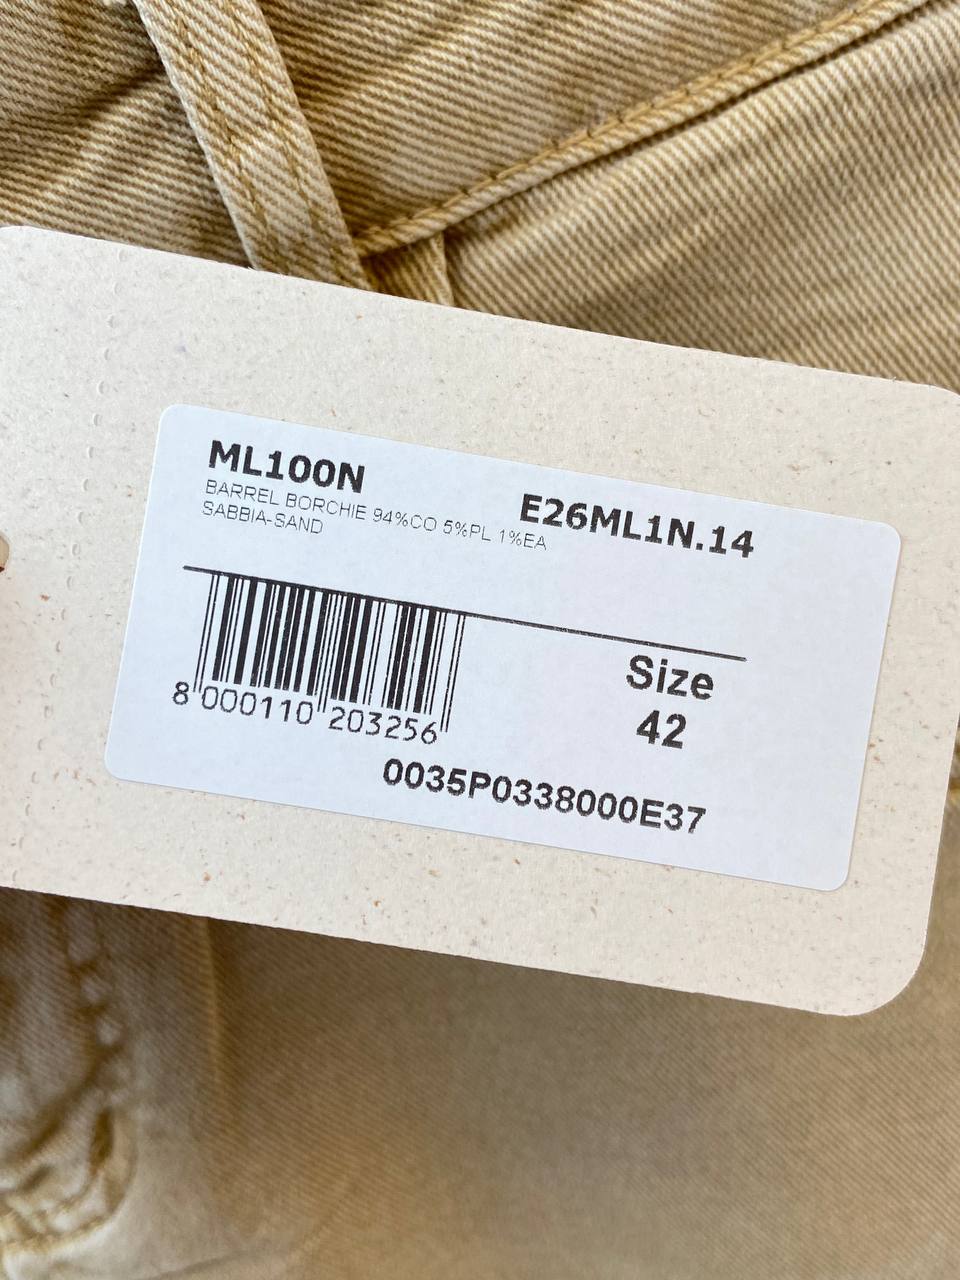 ML100N
E26ML1N.14
BARREL BORCHIE 94%CO 5%PL 1%EA
SABBIA-SAND
Size
42
8 000110 203256
0035P0338000E37